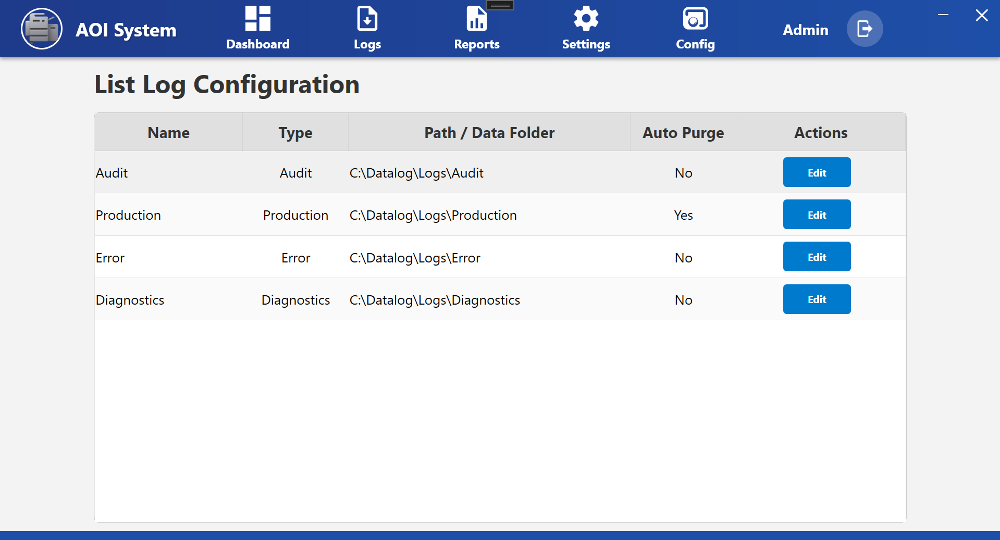 AOI System
Dashboard
Logs
Reports
Settings
Config
Admin
List Log Configuration
Name Type Path / Data Folder Auto Purge Actions
Audit Audit C:\Datalog\Logs\Audit No Edit
Production Production C:\Datalog\Logs\Production Yes Edit
Error Error C:\Datalog\Logs\Error No Edit
Diagnostics Diagnostics C:\Datalog\Logs\Diagnostics No Edit